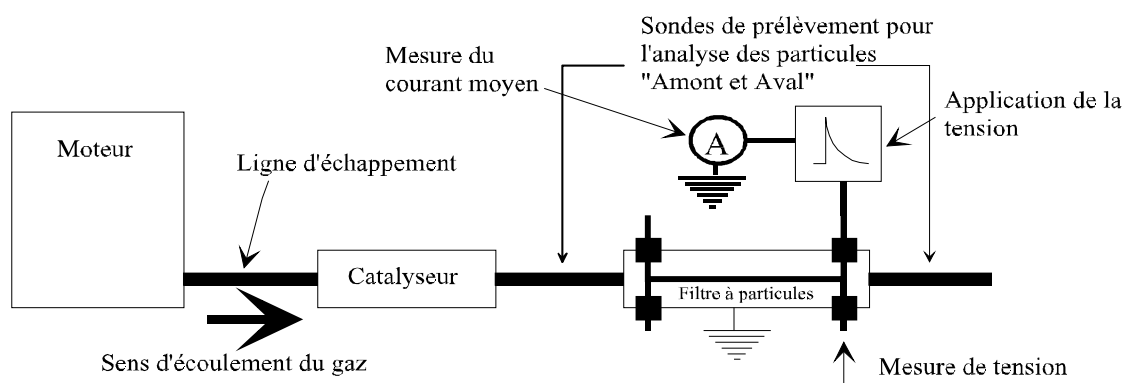 Sondes de prélèvement pour
l'analyse des particules
"Amont et Aval"
Mesure du
courant moyen
Application de la
tension
A
Moteur
Ligne d'échappement
Catalyseur
Filtre à particules
Sens d'écoulement du gaz
Mesure de tension